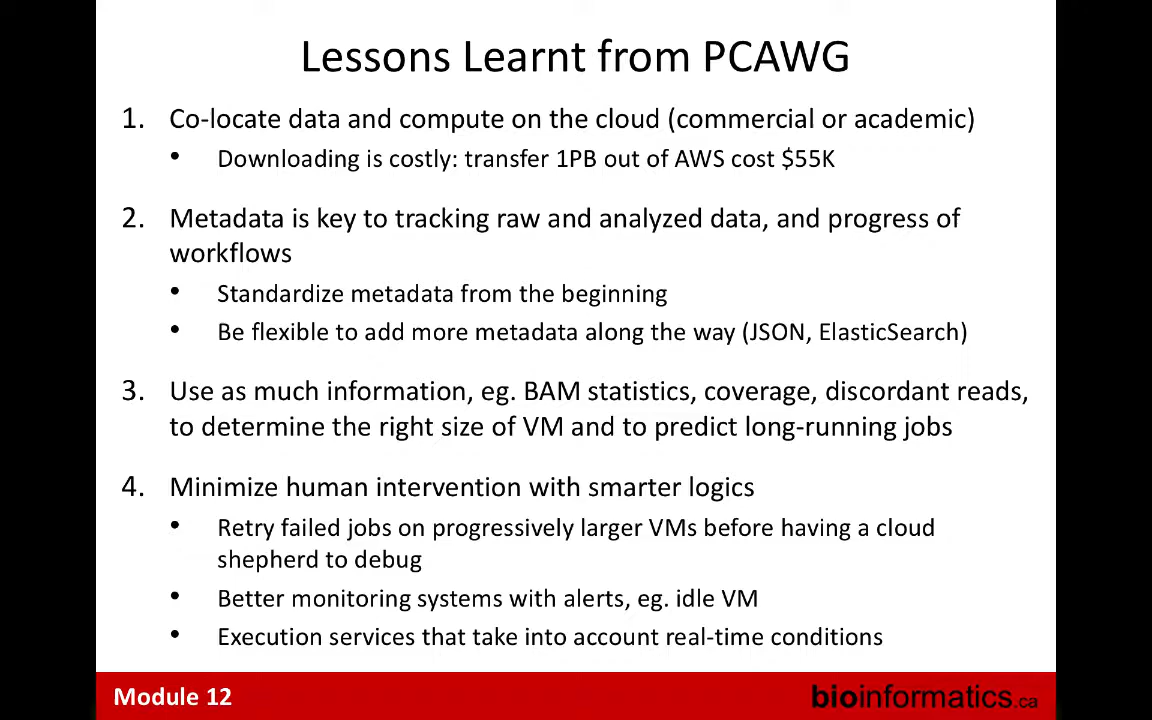 Lessons Learnt from PCAWG
1. Co-locate data and compute on the cloud (commercial or academic)
• Downloading is costly: transfer 1PB out of AWS cost $55K
2. Metadata is key to tracking raw and analyzed data, and progress of
workflows
• Standardize metadata from the beginning
• Be flexible to add more metadata along the way (JSON, ElasticSearch)
3. Use as much information, eg. BAM statistics, coverage, discordant reads,
to determine the right size of VM and to predict long-running jobs
4. Minimize human intervention with smarter logics
• Retry failed jobs on progressively larger VMs before having a cloud
shepherd to debug
• Better monitoring systems with alerts, eg. idle VM
• Execution services that take into account real-time conditions
Module 12
bioinformatics.ca